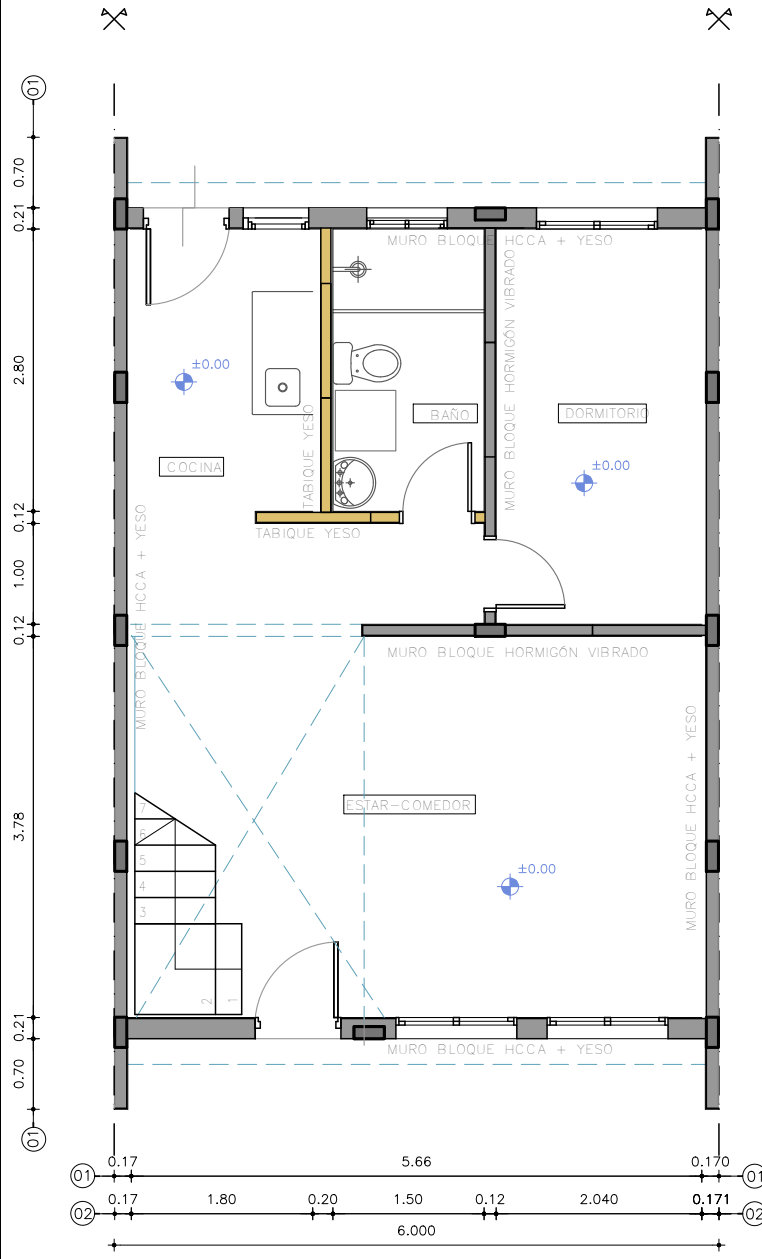 01
0.70
0.21
MURO BLOQUE HCCA + YESO
MURO BLOQUE HORMIGÓN VIBRADO
2.80
±0.00
BAÑO
DORMITORIO
TABIQUE YESO
COCINA
±0.00
0.12
TABIQUE YESO
MURO BLOQUE HCCA + YESO
1.00
0.12
MURO BLOQUE HORMIGÓN VIBRADO
MURO BLOQUE HCCA + YESO
ESTAR-COMEDOR
3.78
7
6
5
4
3
2
1
±0.00
0.21
MURO BLOQUE HCCA + YESO
0.70
01
0.17 5.66 0.170
01 01
0.17 1.80 0.20 1.50 0.12 2.040 0.171
02 02
6.000